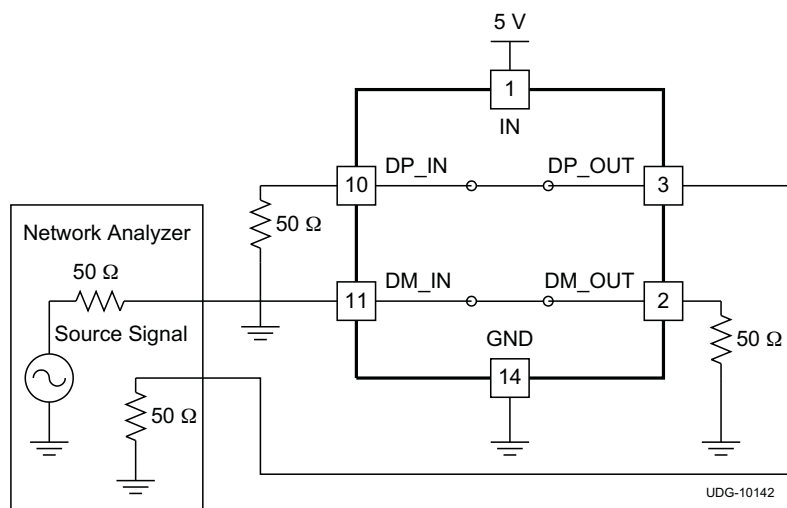 5 V
1
IN
DP_IN
DP_OUT
10
3
50 Ω
Network Analyzer
50 Ω
DM_IN
DM_OUT
11
2
Source Signal
GND
50 Ω
14
50 Ω
UDG-10142